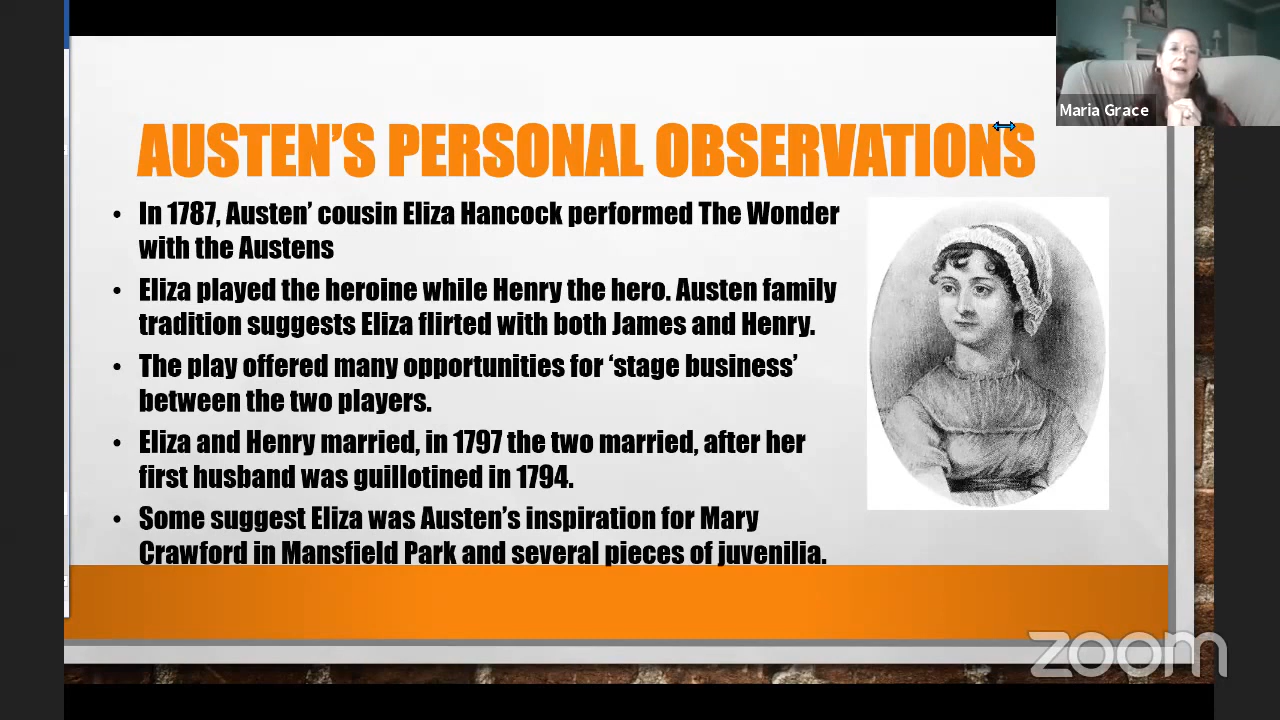 Maria Grace
AUSTEN'S PERSONAL OBSERVATIONS
• In 1787, Austen' cousin Eliza Hancock performed The Wonder
with the Austens
• Eliza played the heroine while Henry the hero. Austen family
tradition suggests Eliza flirted with both James and Henry.
• The play offered many opportunities for ‘stage business’
between the two players.
• Eliza and Henry married, in 1797 the two married, after her
first husband was guillotined in 1794.
• Some suggest Eliza was Austen's inspiration for Mary
Crawford in Mansfield Park and several pieces of juvenilia.
zoom